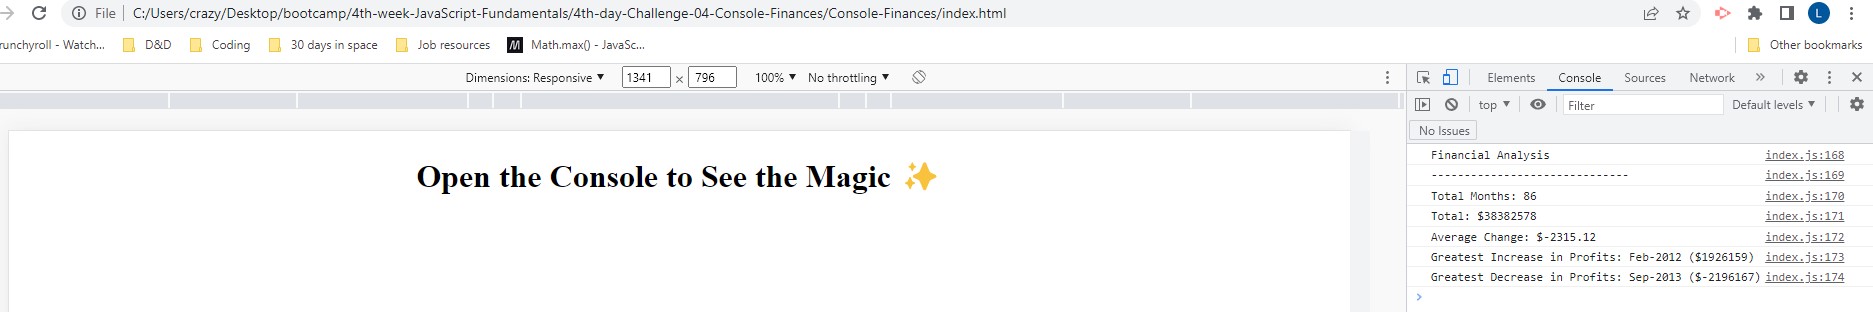 File C:/Users/crazy/Desktop/bootcamp/4th-week-JavaScript-Fundamentals/4th-day-Challenge-04-Console-Finances/Console-Finances/index.html L
runchyroll - Watch... D&D Coding 30 days in space Job resources M Math.max() - JavaSc... Other bookmarks
Dimensions: Responsive 1341 × 796 100% No throttling Elements Console Sources Network »
top Filter Default levels
No Issues
Open the Console to See the Magic ✨
Financial Analysis index.js:168
------------------------------ index.js:169
Total Months: 86 index.js:170
Total: $38382578 index.js:171
Average Change: $-2315.12 index.js:172
Greatest Increase in Profits: Feb-2012 ($1926159) index.js:173
Greatest Decrease in Profits: Sep-2013 ($-2196167) index.js:174